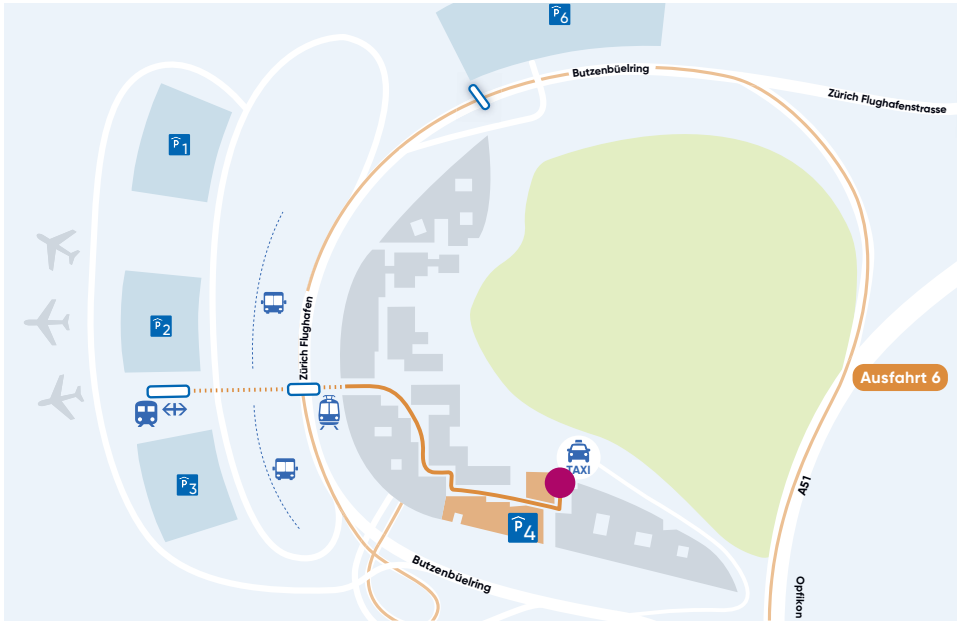 P6
Butzenbüelring
Zürich Flughafenstrasse
P1
P2
Zürich Flughafen
Ausfahrt 6
TAXI
P3
A51
P4
Butzenbüelring
Opfikon